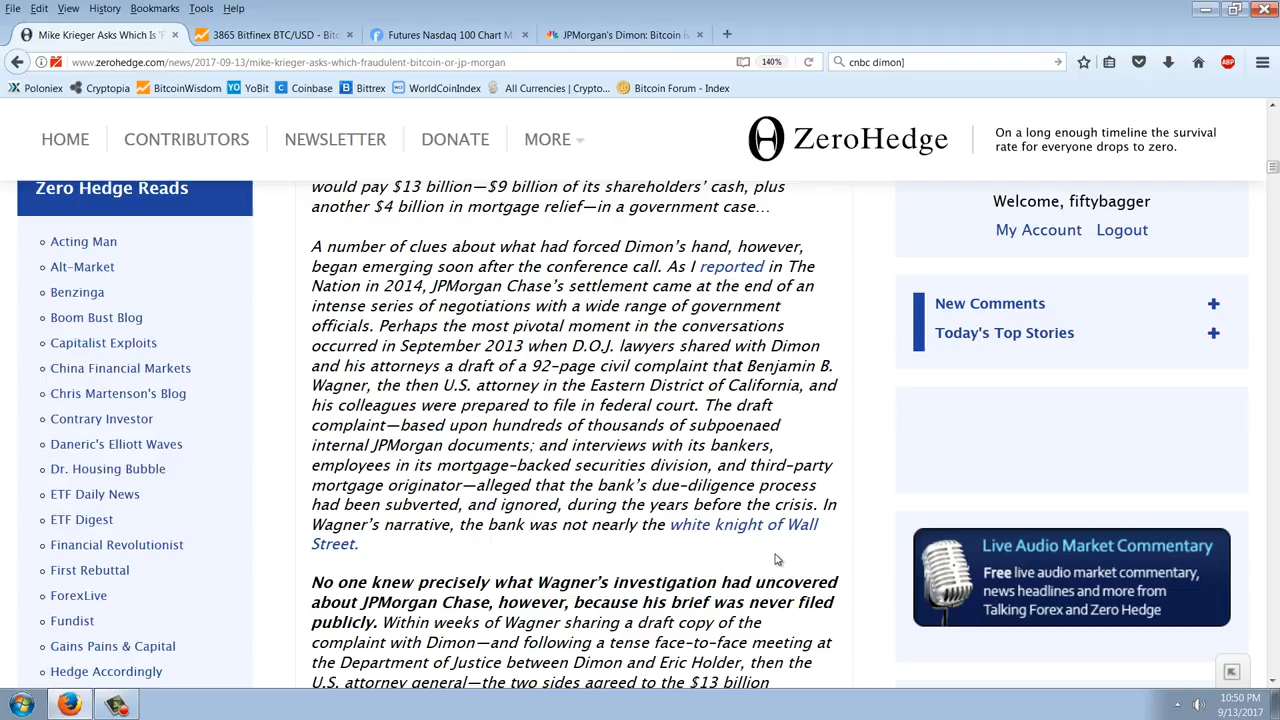 File Edit View History Bookmarks Tools Help
Mike Krieger Asks Which Is 'F
3865 Bitfinex BTC/USD - Bitco
Futures Nasdaq 100 Chart M
JPMorgan's Dimon: Bitcoin is
www.zerohedge.com/news/2017-09-13/mike-krieger-asks-which-fraudulent-bitcoin-or-jp-morgan
140%
cnbc dimon]
ABP
Poloniex Cryptopia BitcoinWisdom YO YoBit Coinbase B Bittrex WorldCoinIndex All Currencies | Crypto... Bitcoin Forum - Index
HOME CONTRIBUTORS NEWSLETTER DONATE MORE
ZeroHedge
On a long enough timeline the survival
rate for everyone drops to zero.
Zero Hedge Reads
Acting Man
Alt-Market
Benzinga
Boom Bust Blog
Capitalist Exploits
China Financial Markets
Chris Martenson's Blog
Contrary Investor
Daneric's Elliott Waves
Dr. Housing Bubble
ETF Daily News
ETF Digest
Financial Revolutionist
First Rebuttal
ForexLive
Fundist
Gains Pains & Capital
Hedge Accordingly
would pay $13 billion—$9 billion of its shareholders' cash, plus
another $4 billion in mortgage relief—in a government case…
A number of clues about what had forced Dimon's hand, however,
began emerging soon after the conference call. As I reported in The
Nation in 2014, JPMorgan Chase's settlement came at the end of an
intense series of negotiations with a wide range of government
officials. Perhaps the most pivotal moment in the conversations
occurred in September 2013 when D.O.J. lawyers shared with Dimon
and his attorneys a draft of a 92-page civil complaint that Benjamin B.
Wagner, the then U.S. attorney in the Eastern District of California, and
his colleagues were prepared to file in federal court. The draft
complaint—based upon hundreds of thousands of subpoenaed
internal JPMorgan documents; and interviews with its bankers,
employees in its mortgage-backed securities division, and third-party
mortgage originator—alleged that the bank's due-diligence process
had been subverted, and ignored, during the years before the crisis. In
Wagner's narrative, the bank was not nearly the white knight of Wall
Street.
No one knew precisely what Wagner's investigation had uncovered
about JPMorgan Chase, however, because his brief was never filed
publicly. Within weeks of Wagner sharing a draft copy of the
complaint with Dimon—and following a tense face-to-face meeting at
the Department of Justice between Dimon and Eric Holder, then the
U.S. attorney general—the two sides agreed to the $13 billion
Welcome, fiftybagger
My Account Logout
New Comments +
Today's Top Stories +
Live Audio Market Commentary
Free live audio market commentary,
news headlines and more from
Talking Forex and Zero Hedge
10:50 PM
9/13/2017